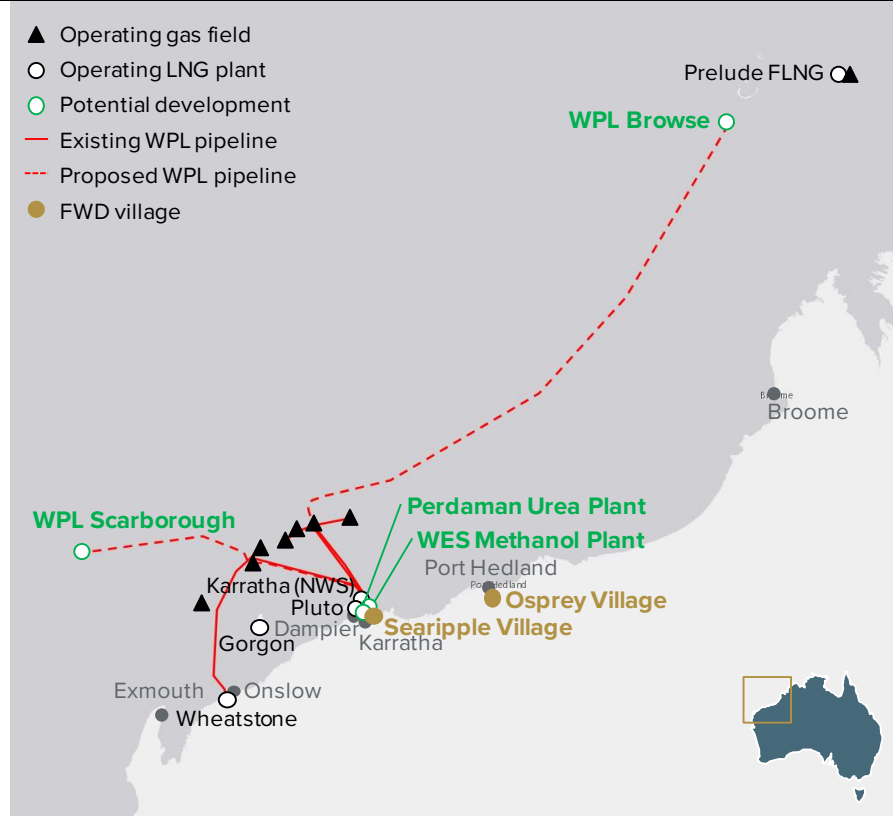 Operating gas field
Operating LNG plant
Potential development
Existing WPL pipeline
Proposed WPL pipeline
FWD village
Prelude FLNG
WPL Browse
Broome
WPL Scarborough
Perdaman Urea Plant
WES Methanol Plant
Port Hedland
Port Hedland
Karratha (NWS)
Pluto
Osprey Village
Dampier
Searipple Village
Gorgon
Karratha
Exmouth
Onslow
Wheatstone